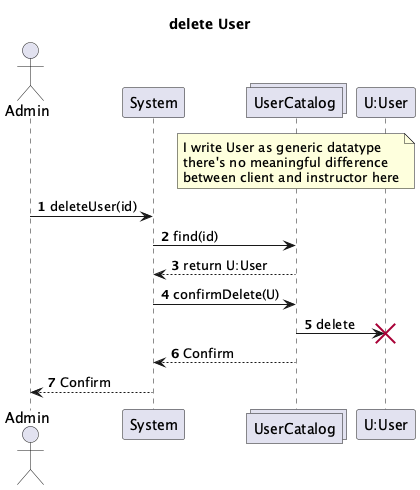 delete User
Admin
System
UserCatalog
U:User
I write User as generic datatype
there's no meaningful difference
between client and instructor here
1 deleteUser(id)
2 find(id)
3 return U:User
4 confirmDelete(U)
5 delete
6 Confirm
7 Confirm
Admin
System
UserCatalog
U:User